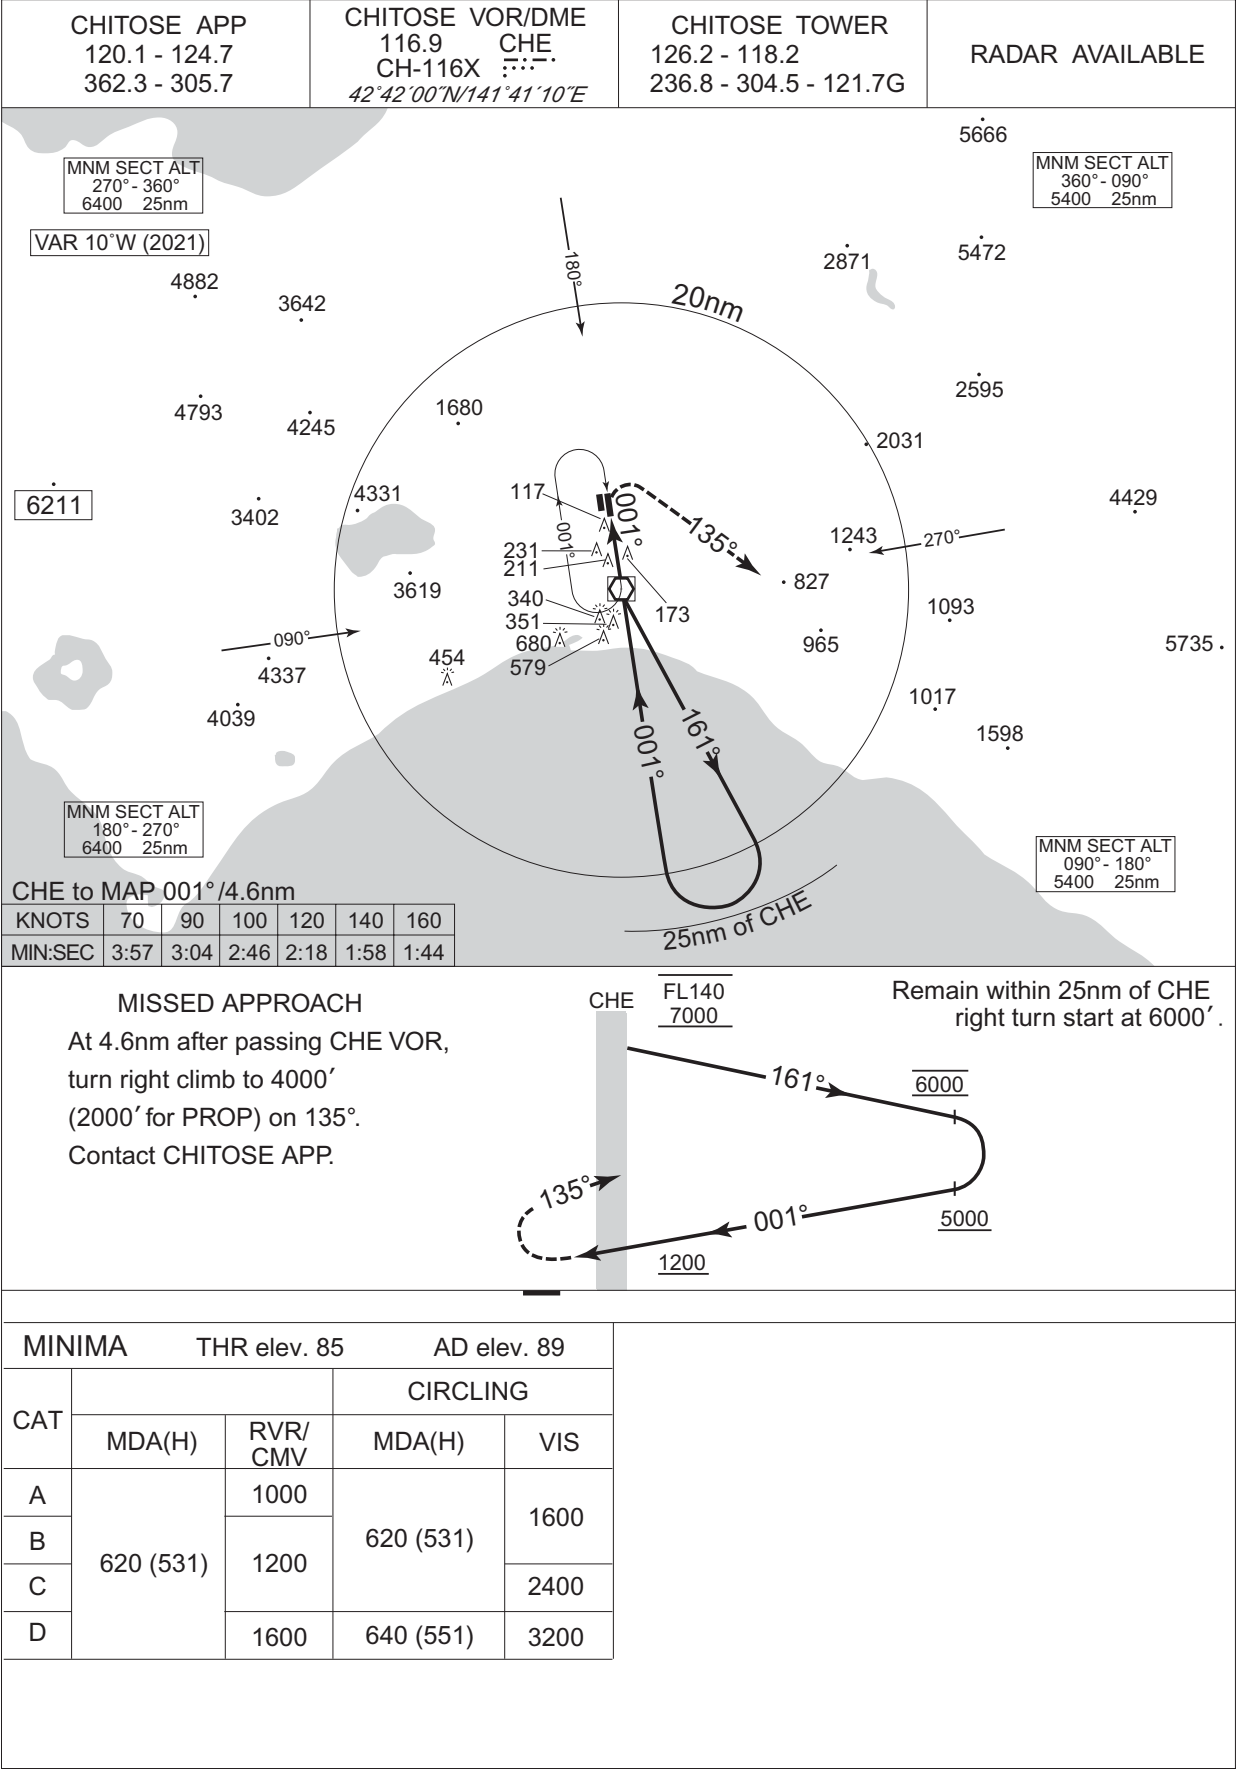 CHITOSE APP
120.1 - 124.7
362.3 - 305.7
CHITOSE VOR/DME
116.9 CHE
CH-116X
42°42´00˝N/141°41´10˝E
CHITOSE TOWER
126.2 - 118.2
236.8 - 304.5 - 121.7G
RADAR AVAILABLE
5666
MNM SECT ALT
270° - 360°
6400 25nm
MNM SECT ALT
360° - 090°
5400 25nm
VAR 10°W (2021)
180°
2871
5472
4882
3642
20nm
2595
4793
4245
1680
2031
6211
3402
4331
117
001°
135°
4429
1243
270°
001°
231
211
827
3619
340
173
1093
351
680
965
5735
090°
579
454
4337
4039
1017
1598
001°
161°
MNM SECT ALT
180° - 270°
6400 25nm
MNM SECT ALT
090° - 180°
5400 25nm
CHE to MAP 001°/4.6nm
25nm of CHE
KNOTS 70 90 100 120 140 160
MIN:SEC 3:57 3:04 2:46 2:18 1:58 1:44
MISSED APPROACH
At 4.6nm after passing CHE VOR,
turn right climb to 4000′
(2000′ for PROP) on 135°.
Contact CHITOSE APP.
CHE
FL140
7000
Remain within 25nm of CHE
right turn start at 6000′.
161°
6000
135°
001°
5000
1200
MINIMA THR elev. 85 AD elev. 89
CAT
CIRCLING
MDA(H)
RVR/
CMV
MDA(H)
VIS
A
1000
1600
B
620 (531)
1200
620 (531)
C
2400
D
1600
640 (551)
3200